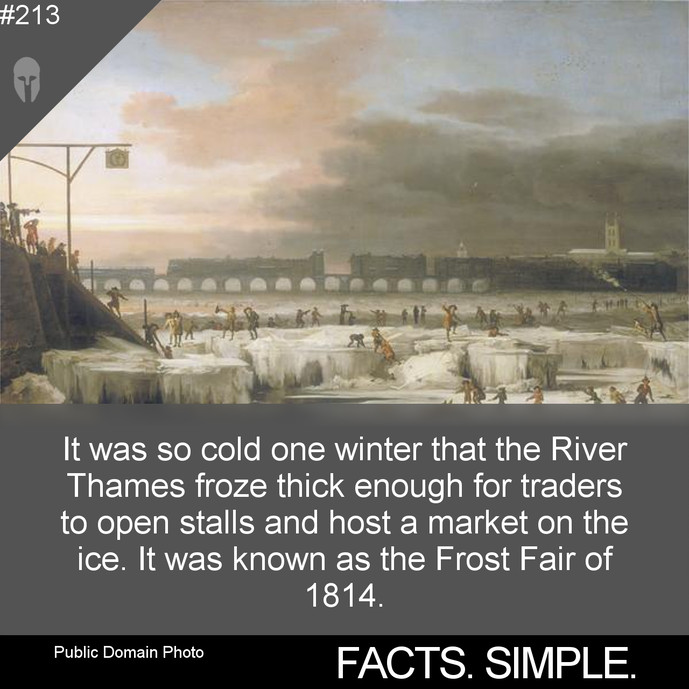 #213
It was so cold one winter that the River
Thames froze thick enough for traders
to open stalls and host a market on the
ice. It was known as the Frost Fair of
1814.
Public Domain Photo
FACTS. SIMPLE.